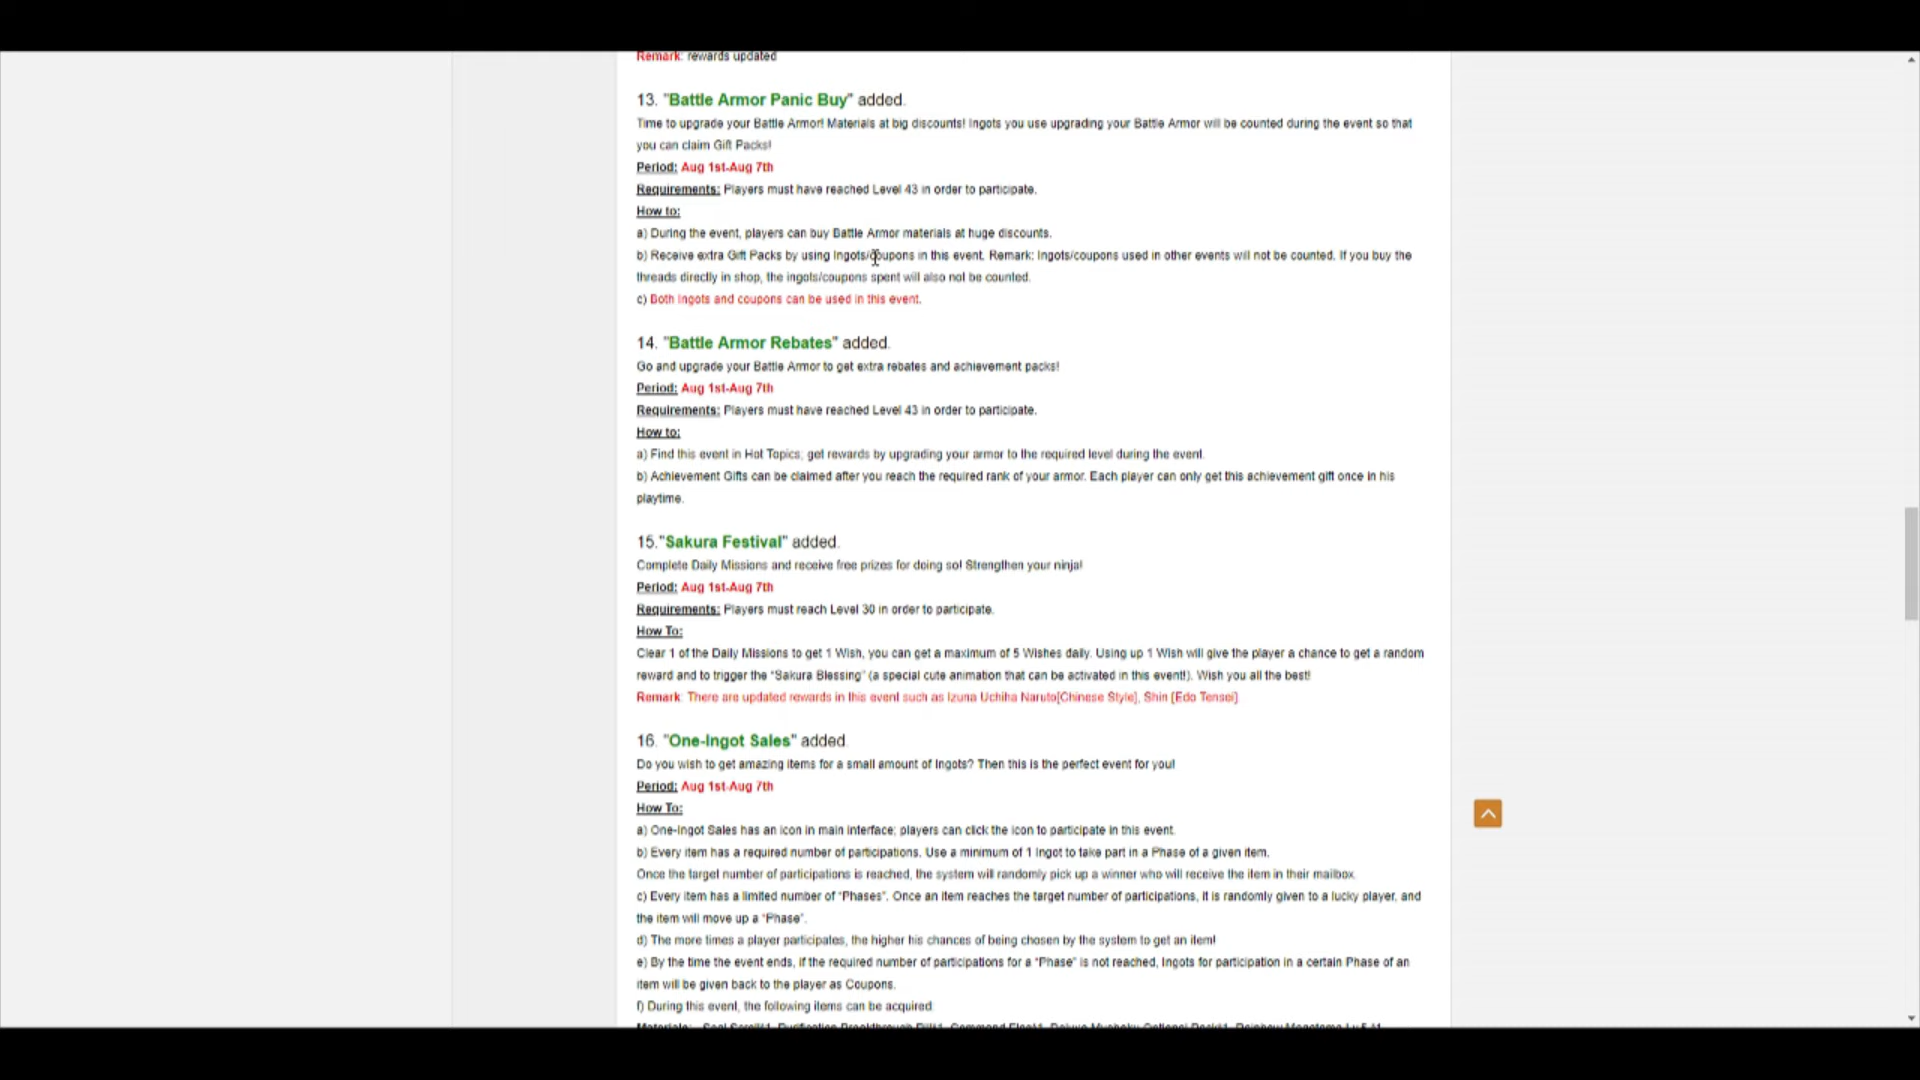 Remark: rewards updated
13. "Battle Armor Panic Buy" added.
Time to upgrade your Battle Armor! Materials at big discounts! Ingots you use upgrading your Battle Armor will be counted during the event so that
you can claim Gift Packs!
Period: Aug 1st-Aug 7th
Requirements: Players must have reached Level 43 in order to participate.
How to:
a) During the event, players can buy Battle Armor materials at huge discounts.
b) Receive extra Gift Packs by using Ingots/coupons in this event. Remark: Ingots/coupons used in other events will not be counted. If you buy the
threads directly in shop, the ingots/coupons spent will also not be counted.
c) Both Ingots and coupons can be used in this event.
14. "Battle Armor Rebates" added.
Go and upgrade your Battle Armor to get extra rebates and achievement packs!
Period: Aug 1st-Aug 7th
Requirements: Players must have reached Level 43 in order to participate.
How to:
a) Find this event in Hot Topics, get rewards by upgrading your armor to the required level during the event.
b) Achievement Gifts can be claimed after you reach the required rank of your armor. Each player can only get this achievement gift once in his
playtime.
15."Sakura Festival" added.
Complete Daily Missions and receive free prizes for doing so! Strengthen your ninja!
Period: Aug 1st-Aug 7th
Requirements: Players must reach Level 30 in order to participate.
How To:
Clear 1 of the Daily Missions to get 1 Wish, you can get a maximum of 5 Wishes daily. Using up 1 Wish will give the player a chance to get a random
reward and to trigger the "Sakura Blessing" (a special cute animation that can be activated in this event!). Wish you all the best!
Remark: There are updated rewards in this event such as Izuna Uchiha Naruto[Chinese Style], Shin [Edo Tensei]
16. "One-Ingot Sales" added.
Do you wish to get amazing items for a small amount of Ingots? Then this is the perfect event for you!
Period: Aug 1st-Aug 7th
How To:
a) One-Ingot Sales has an icon in main interface; players can click the icon to participate in this event.
b) Every item has a required number of participations. Use a minimum of 1 Ingot to take part in a Phase of a given item.
Once the target number of participations is reached, the system will randomly pick up a winner who will receive the item in their mailbox.
c) Every item has a limited number of "Phases". Once an item reaches the target number of participations, it is randomly given to a lucky player, and
the item will move up a "Phase".
d) The more times a player participates, the higher his chances of being chosen by the system to get an item!
e) By the time the event ends, if the required number of participations for a "Phase" is not reached, Ingots for participation in a certain Phase of an
item will be given back to the player as Coupons.
f) During this event, the following items can be acquired: